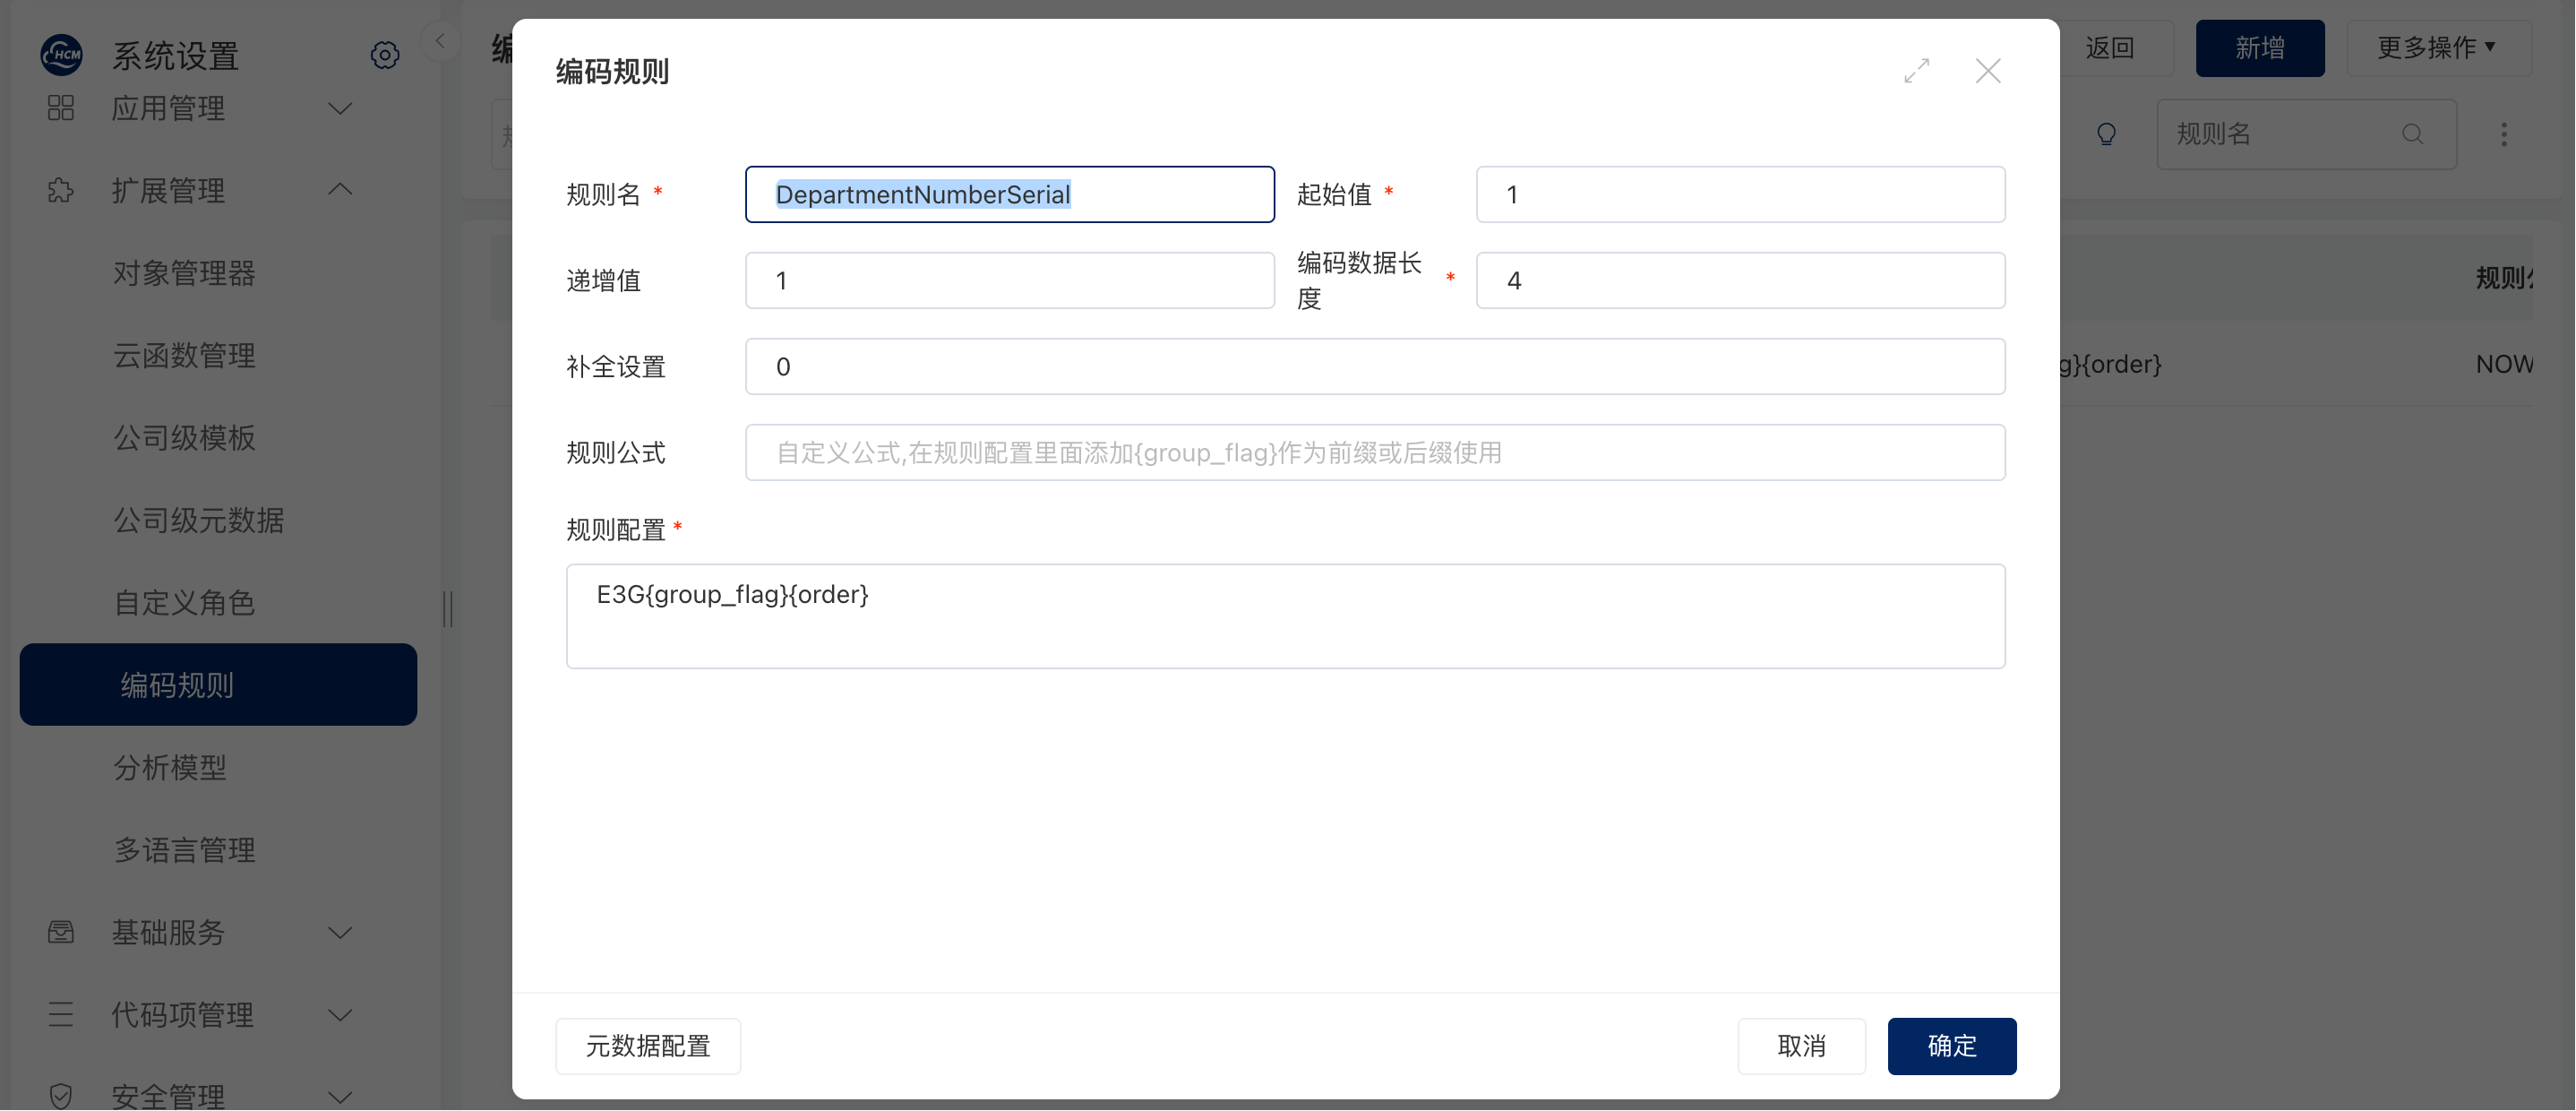 HCM
系统设置
应用管理
扩展管理
对象管理器
云函数管理
公司级模板
公司级元数据
自定义角色
编码规则
分析模型
多语言管理
基础服务
代码项管理
安全管理
返回
新增
更多操作
规则名
g}{order}
NOW
编码规则
规则名 *
DepartmentNumberSerial
起始值 *
1
递增值
1
编码数据长
度 *
4
补全设置
0
规则公式
自定义公式,在规则配置里面添加{group_flag}作为前缀或后缀使用
规则配置 *
E3G{group_flag}{order}
元数据配置
取消
确定